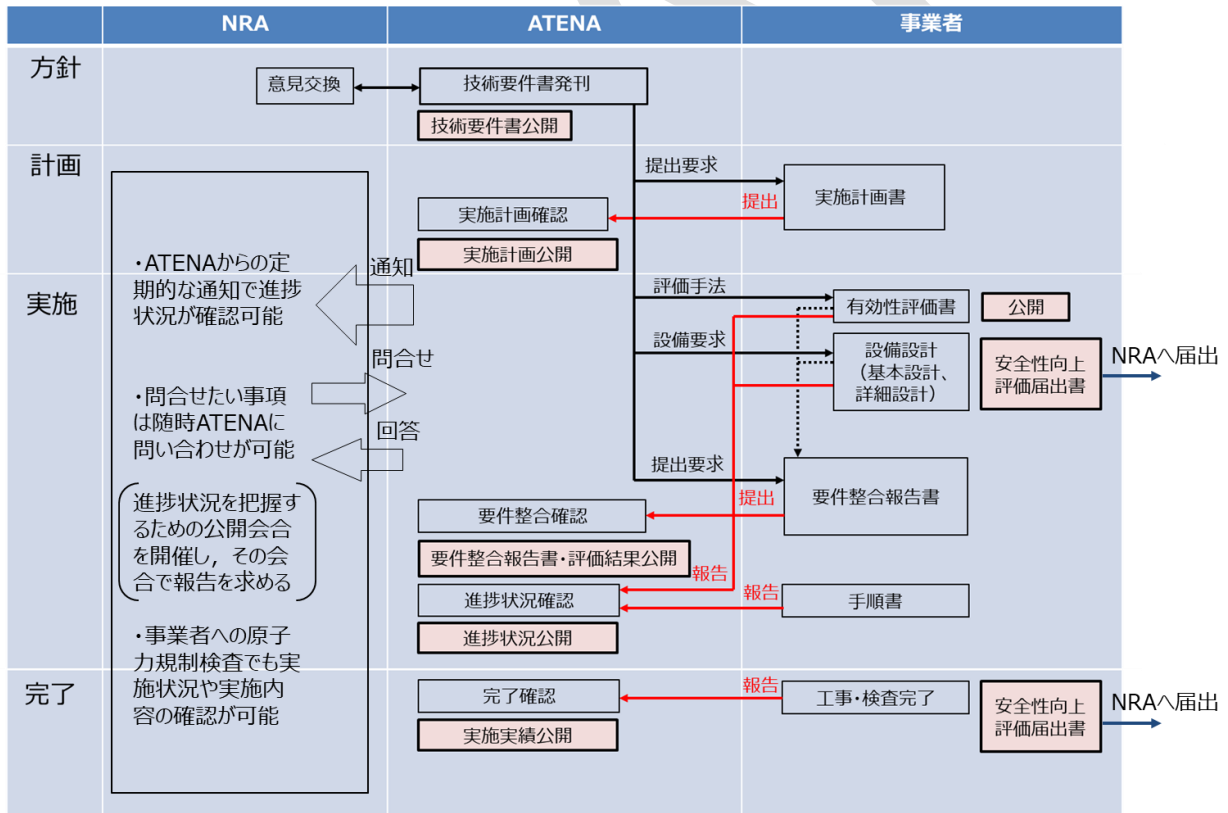 NRA
ATENA
事業者
方針
意見交換
技術要件書発刊
技術要件書公開
計画
提出要求
実施計画書
提出
実施計画確認
実施計画公開
実施
・ATENAからの定
期的な通知で進捗
状況が確認可能
通知
問合せ
・問合せたい事項
は随時ATENAに
問い合わせが可能
回答
進捗状況を把握す
るための公開会合
を開催し，その会
合で報告を求める
・事業者への原子
力規制検査でも実
施状況や実施内
容の確認が可能
評価手法
有効性評価書
公開
設備要求
設備設計
（基本設計、
詳細設計）
安全性向上
評価届出書
NRAへ届出
提出要求
要件整合報告書
提出
要件整合確認
要件整合報告書・評価結果公開
報告
進捗状況確認
報告
手順書
進捗状況公開
完了
完了確認
報告
工事・検査完了
安全性向上
評価届出書
NRAへ届出
実施実績公開